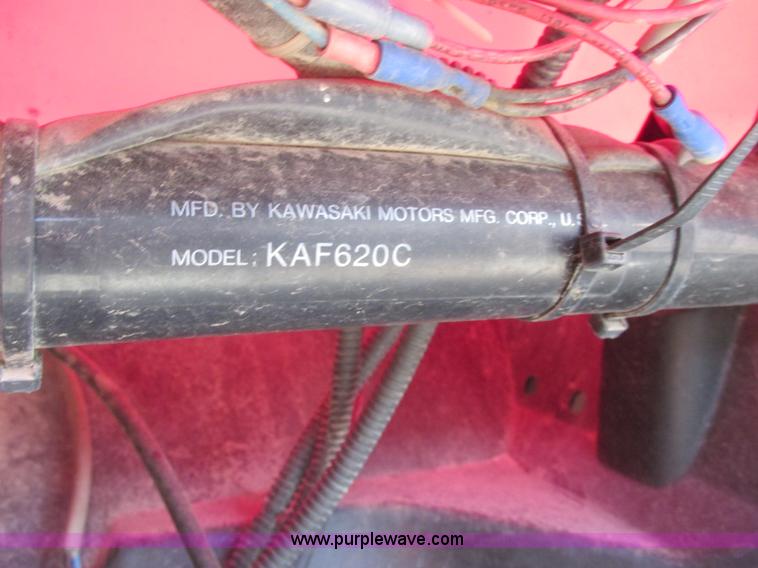 MFD. BY KAWASAKI MOTORS MFG. CORP., U.S.
MODEL: KAF620C
www.purplewave.com